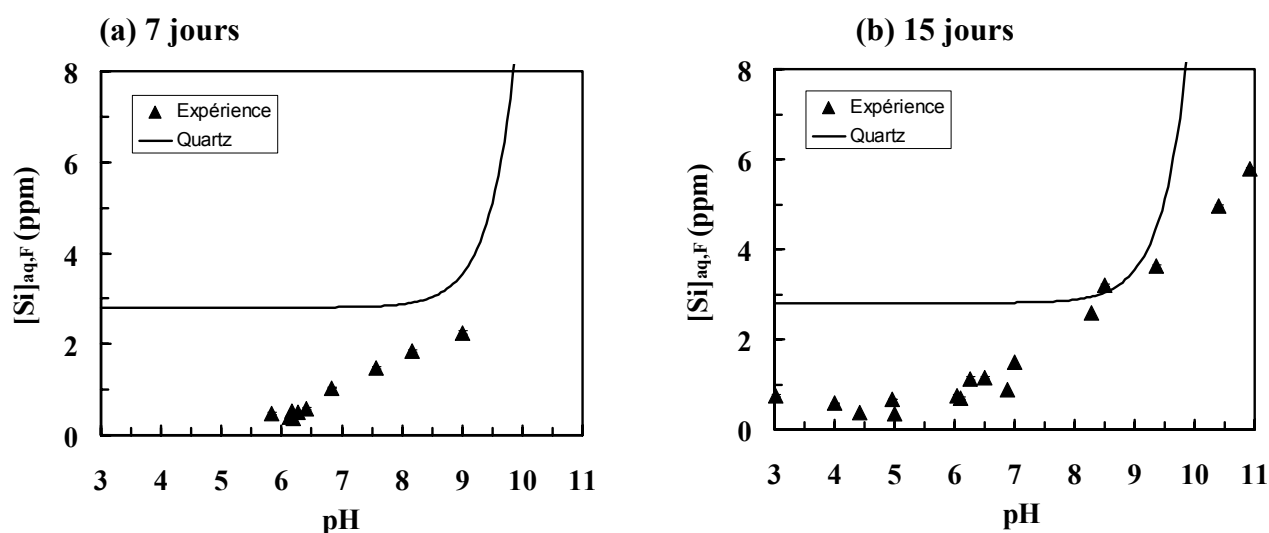 (a) 7 jours
8
6
4
2
0
[Si]aq,F (ppm)
Expérience
Quartz
3 4 5 6 7 8 9 10 11
pH
(b) 15 jours
8
6
4
2
0
[Si]aq,F (ppm)
Expérience
Quartz
3 4 5 6 7 8 9 10 11
pH